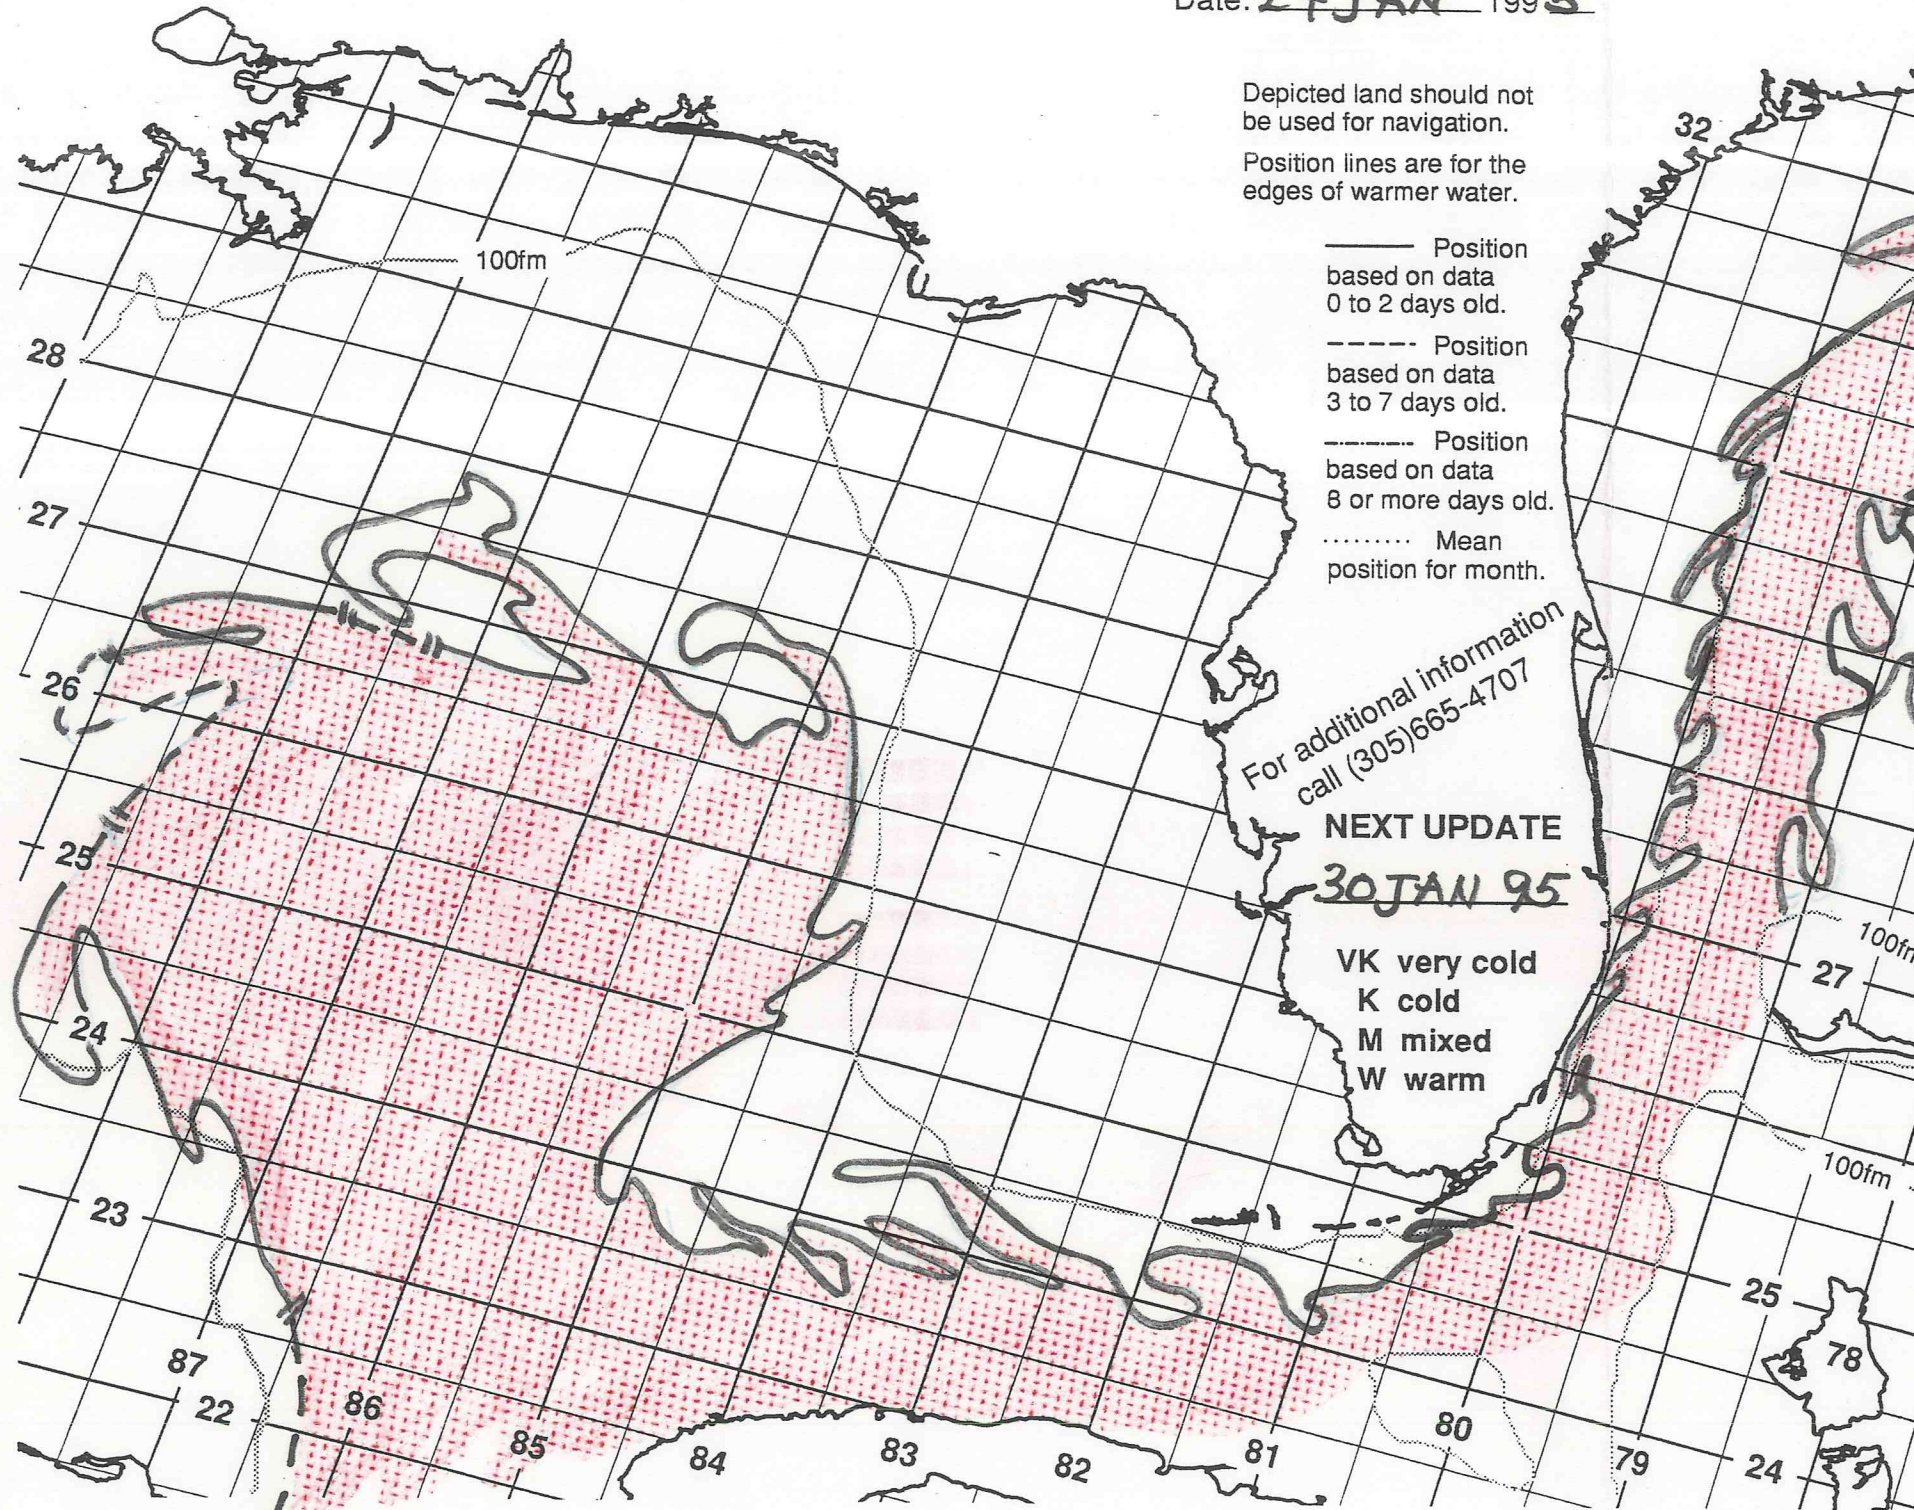 Date: 27 JAN 1995
Depicted land should not
be used for navigation.
Position lines are for the
edges of warmer water.
Position
based on data
0 to 2 days old.
Position
based on data
3 to 7 days old.
Position
based on data
8 or more days old.
Mean
position for month.
For additional information
call (305)665-4707
NEXT UPDATE
30 JAN 95
VK very cold
K cold
M mixed
W warm
32
100fm
28
27
26
25
24
23
22
87
86
85
84
83
82
81
80
79
78
24
25
27
100fm
100fm